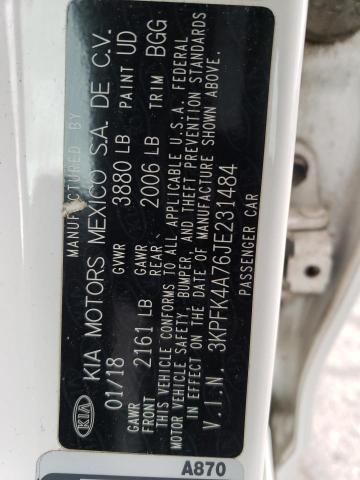 KIA
MANUFACTURED BY
KIA MOTORS MEXICO S.A. DE C.V.
01/18 GVWR 3880 LB PAINT UD
GAWR FRONT 2161 LB GAWR REAR 2006 LB TRIM BGG
THIS VEHICLE CONFORMS TO ALL APPLICABLE U.S.A. FEDERAL
MOTOR VEHICLE SAFETY, BUMPER, AND THEFT PREVENTION STANDARDS
IN EFFECT ON THE DATE OF MANUFACTURE SHOWN ABOVE.
V.I.N. 3KPFK4A76JE231484
PASSENGER CAR
A870